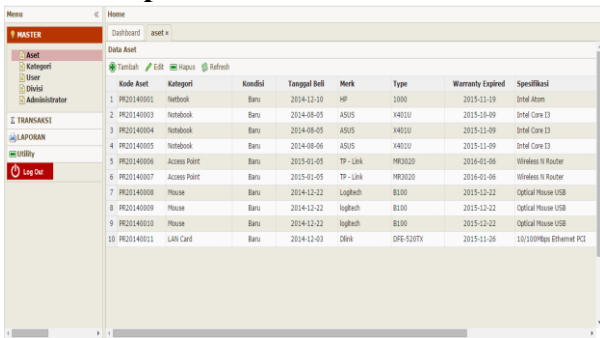 Menu
Home
MASTER
Dashboard aset x
Data Aset
Aset
Kategori
User
Divisi
Administrator
Tambah Edit Hapus Refresh
Kode Aset Kategori Kondisi Tanggal Beli Merk Type Warranty Expired Spesifikasi
1 PR20140001 Netbook Baru 2014-12-10 HP 1000 2015-11-19 Intel Atom
2 PR20140003 Notebook Baru 2014-08-05 ASUS X401U 2015-10-09 Intel Core I3
3 PR20140004 Notebook Baru 2014-08-05 ASUS X401U 2015-11-09 Intel Core I3
4 PR20140005 Notebook Baru 2014-08-06 ASUS X401U 2015-11-09 Intel Core I3
5 PR20140006 Access Point Baru 2015-01-05 TP - Link MR3020 2016-01-06 Wireless N Router
6 PR20140007 Access Point Baru 2015-01-05 TP - Link MR3020 2016-01-06 Wireless N Router
7 PR20140008 Mouse Baru 2014-12-22 Logitech B100 2015-12-22 Optical Mouse USB
8 PR20140009 Mouse Baru 2014-12-22 logitech B100 2015-12-22 Optical Mouse USB
9 PR20140010 Mouse Baru 2014-12-22 logitech B100 2015-12-22 Optical Mouse USB
10 PR20140011 LAN Card Baru 2014-12-03 Dlink DFE-520TX 2015-11-26 10/100Mbps Ethernet PCI
TRANSAKSI
LAPORAN
Utility
Log Out